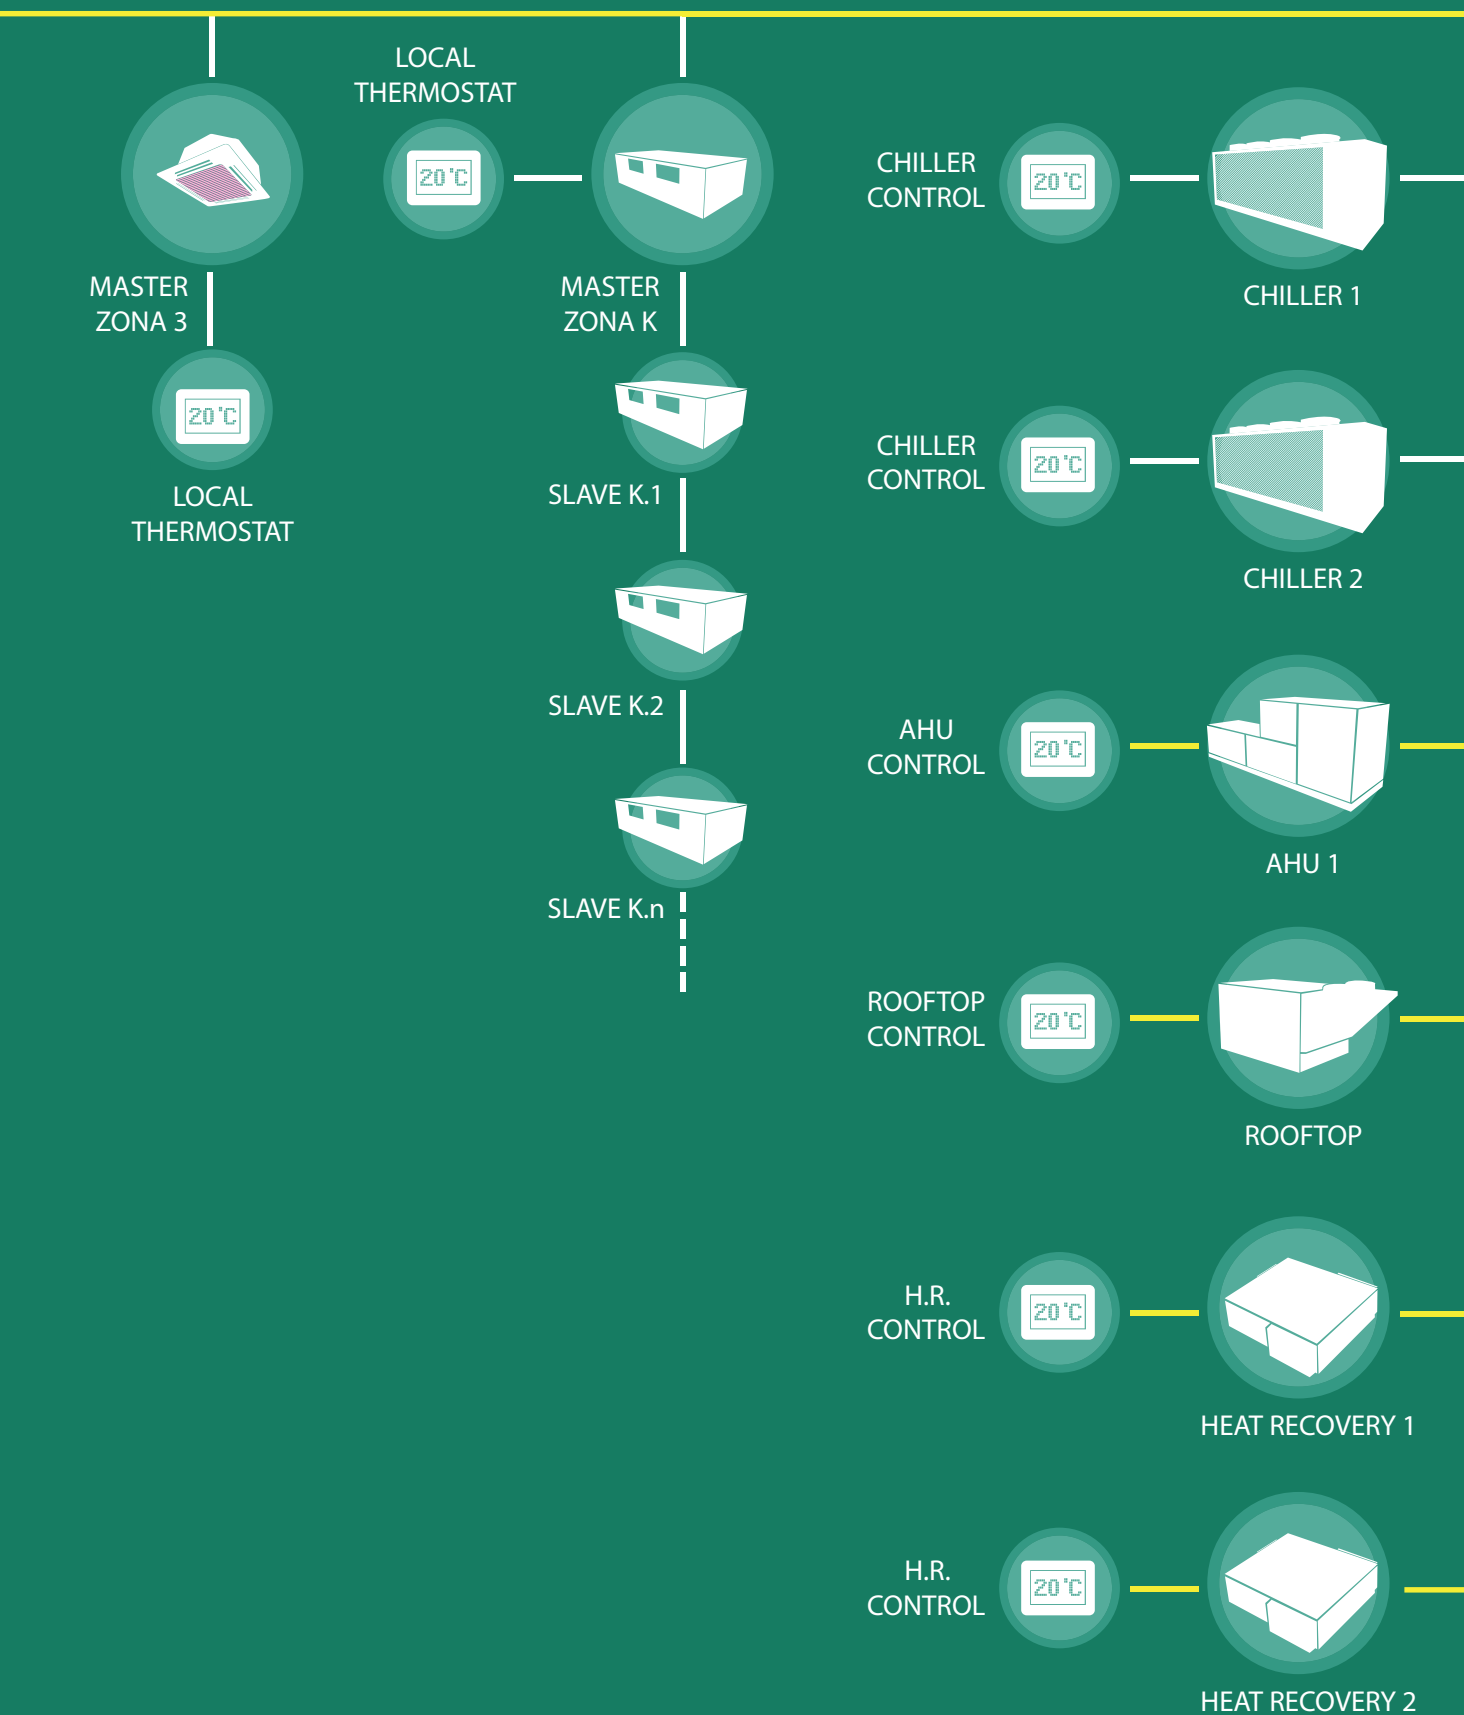 LOCAL
THERMOSTAT
20°C
MASTER
ZONA 3
20°C
LOCAL
THERMOSTAT
MASTER
ZONA K
SLAVE K.1
SLAVE K.2
SLAVE K.n
CHILLER
CONTROL
20°C
CHILLER 1
CHILLER
CONTROL
20°C
CHILLER 2
AHU
CONTROL
20°C
AHU 1
ROOFTOP
CONTROL
20°C
ROOFTOP
H.R.
CONTROL
20°C
HEAT RECOVERY 1
H.R.
CONTROL
20°C
HEAT RECOVERY 2